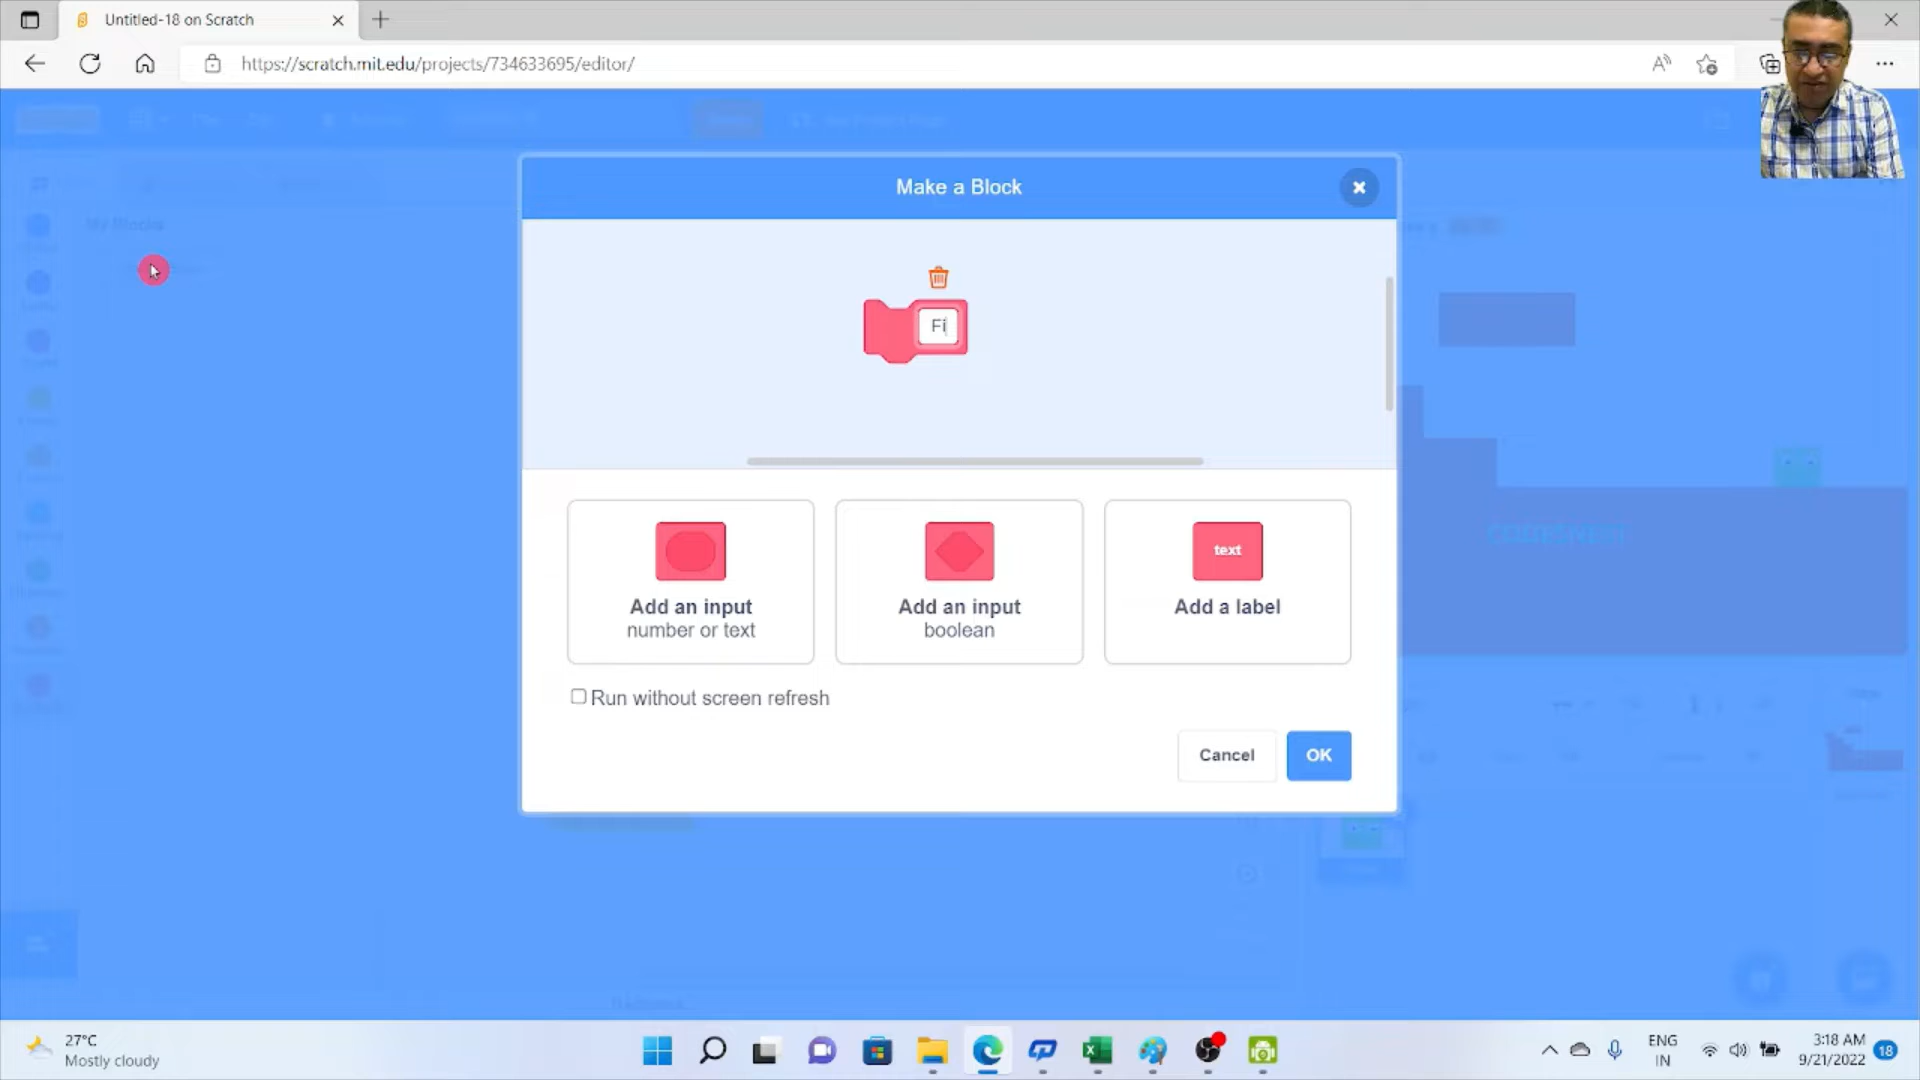 Untitled-18 on Scratch
https://scratch.mit.edu/projects/734633695/editor/
Make a Block
My Blocks
Fi
text
Add an input
number or text
Add an input
boolean
Add a label
Run without screen refresh
Cancel
OK
27°C
Mostly cloudy
ENG
IN
3:18 AM
9/21/2022
18